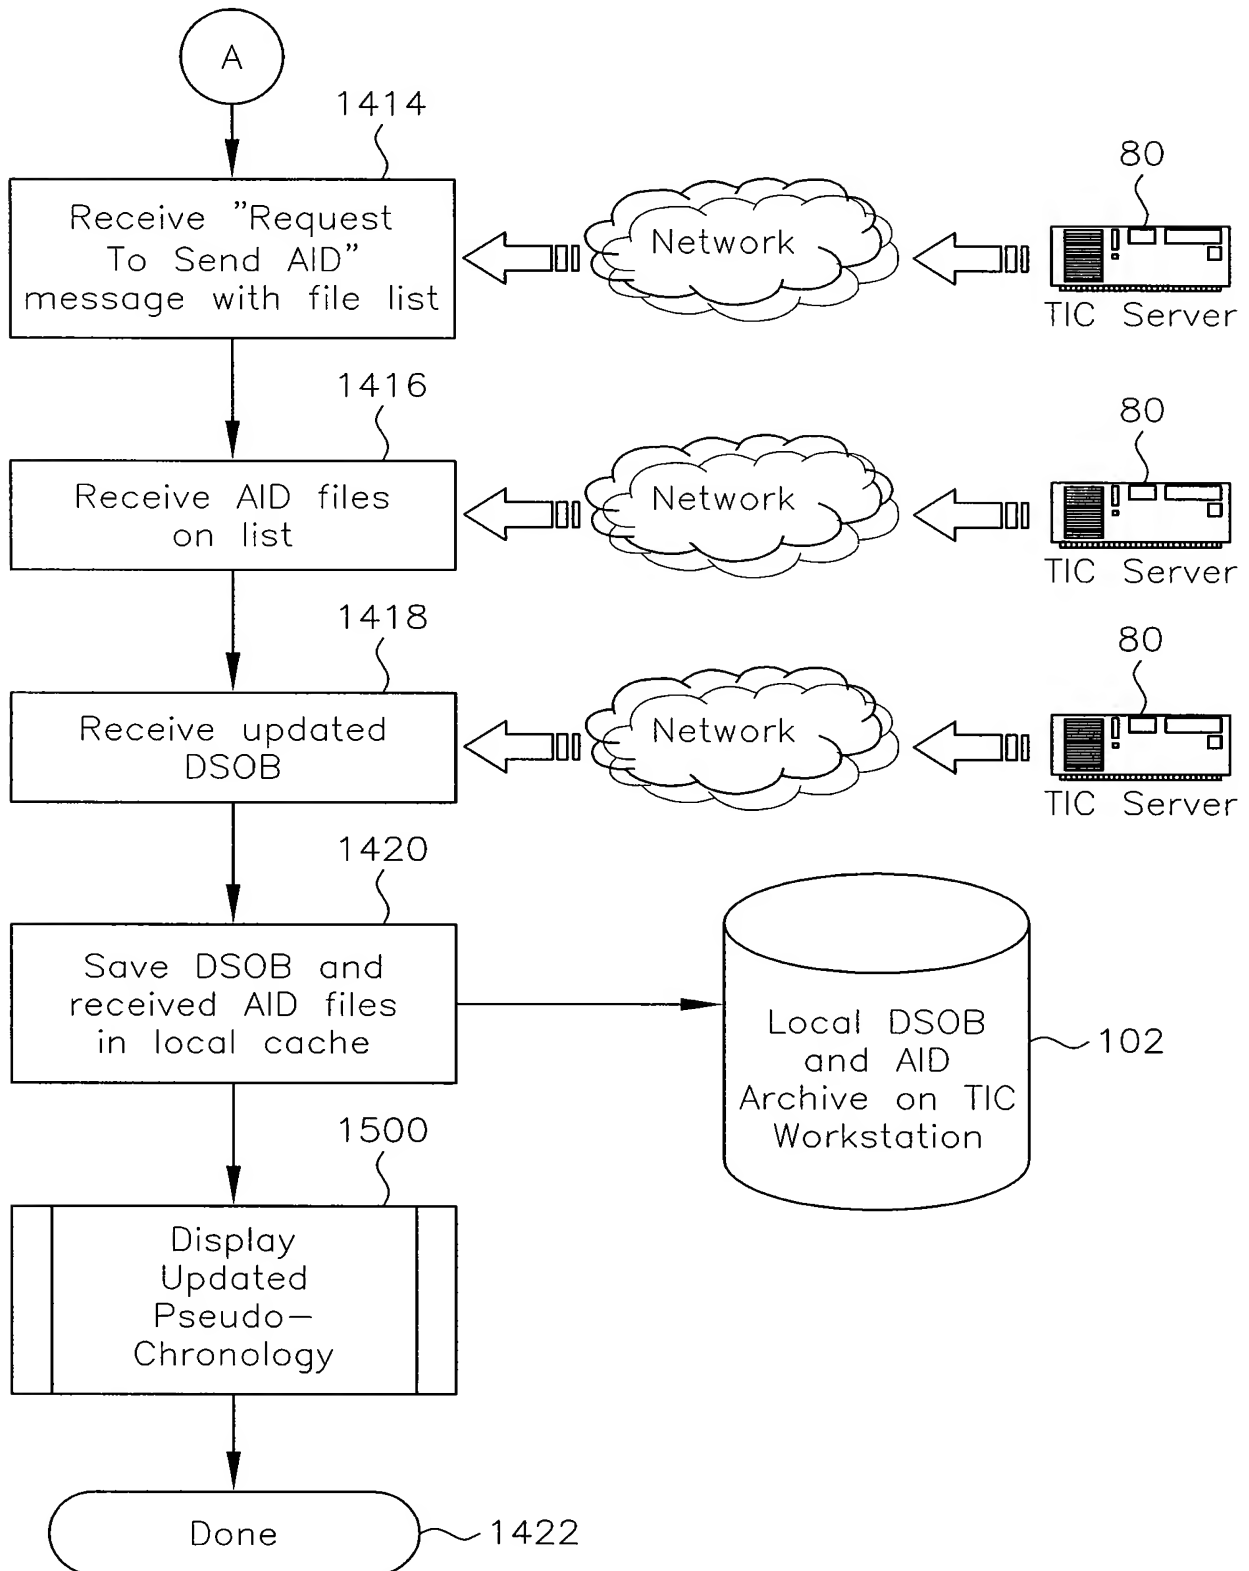 A
1414
Receive "Request
To Send AID"
message with file list
Network
80
TIC Server
1416
Receive AID files
on list
Network
80
TIC Server
1418
Receive updated
DSOB
Network
80
TIC Server
1420
Save DSOB and
received AID files
in local cache
Local DSOB
and AID
Archive on TIC
Workstation
102
1500
Display
Updated
Pseudo-
Chronology
Done
1422